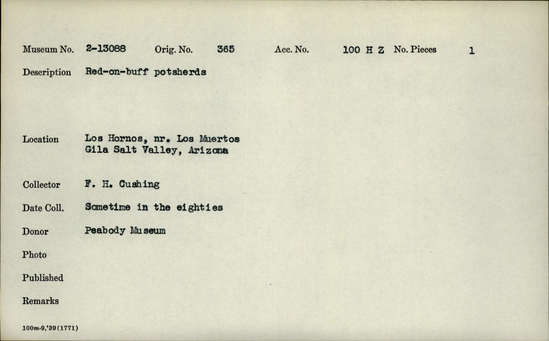 Museum No. 2-13088 Orig. No. 365 Acc. No. 100 H Z No. Pieces 1
Description Red-on-buff potsherds
Location Los Hornos, nr. Los Muertos
Gila Salt Valley, Arizona
Collector F. H. Cushing
Date Coll. Sometime in the eighties
Donor Peabody Museum
Photo
Published
Remarks
100m-9,'39(1771)